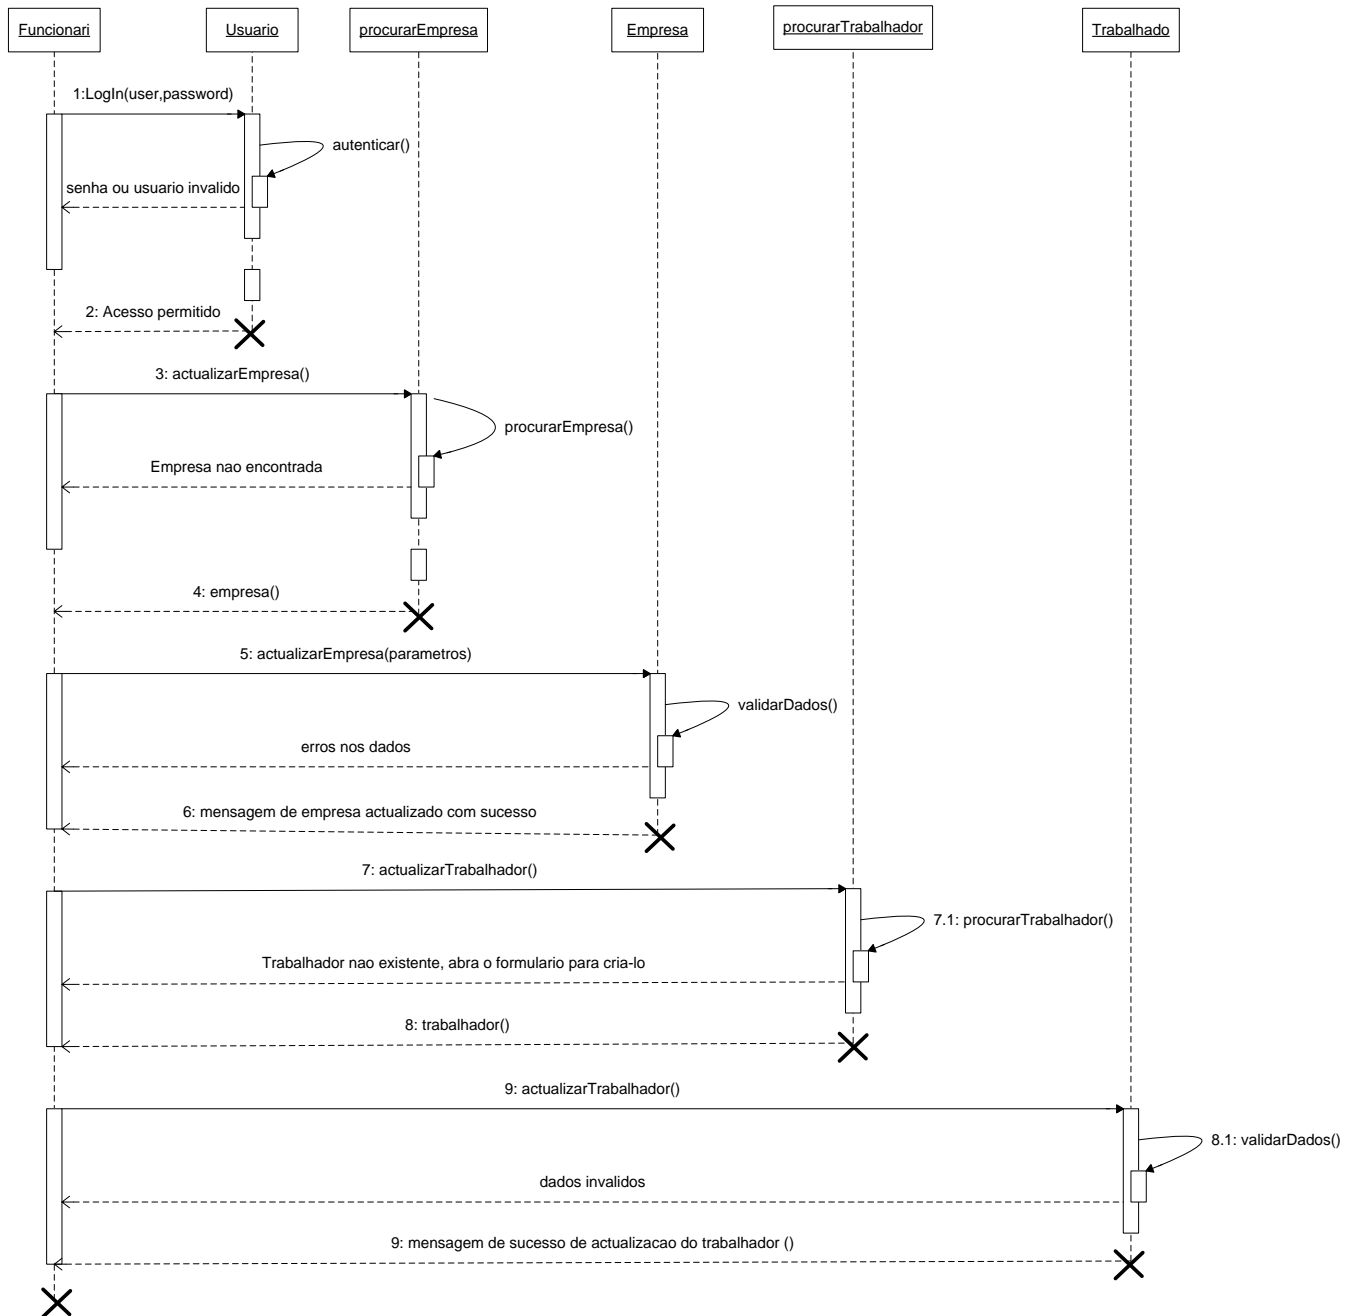 Funcionari
Usuario
procurarEmpresa
Empresa
procurarTrabalhador
Trabalhado
1:LogIn(user,password)
autenticar()
senha ou usuario invalido
2: Acesso permitido
3: actualizarEmpresa()
procurarEmpresa()
Empresa nao encontrada
4: empresa()
5: actualizarEmpresa(parametros)
validarDados()
erros nos dados
6: mensagem de empresa actualizado com sucesso
7: actualizarTrabalhador()
7.1: procurarTrabalhador()
Trabalhador nao existente, abra o formulario para cria-lo
8: trabalhador()
9: actualizarTrabalhador()
8.1: validarDados()
dados invalidos
9: mensagem de sucesso de actualizacao do trabalhador ()